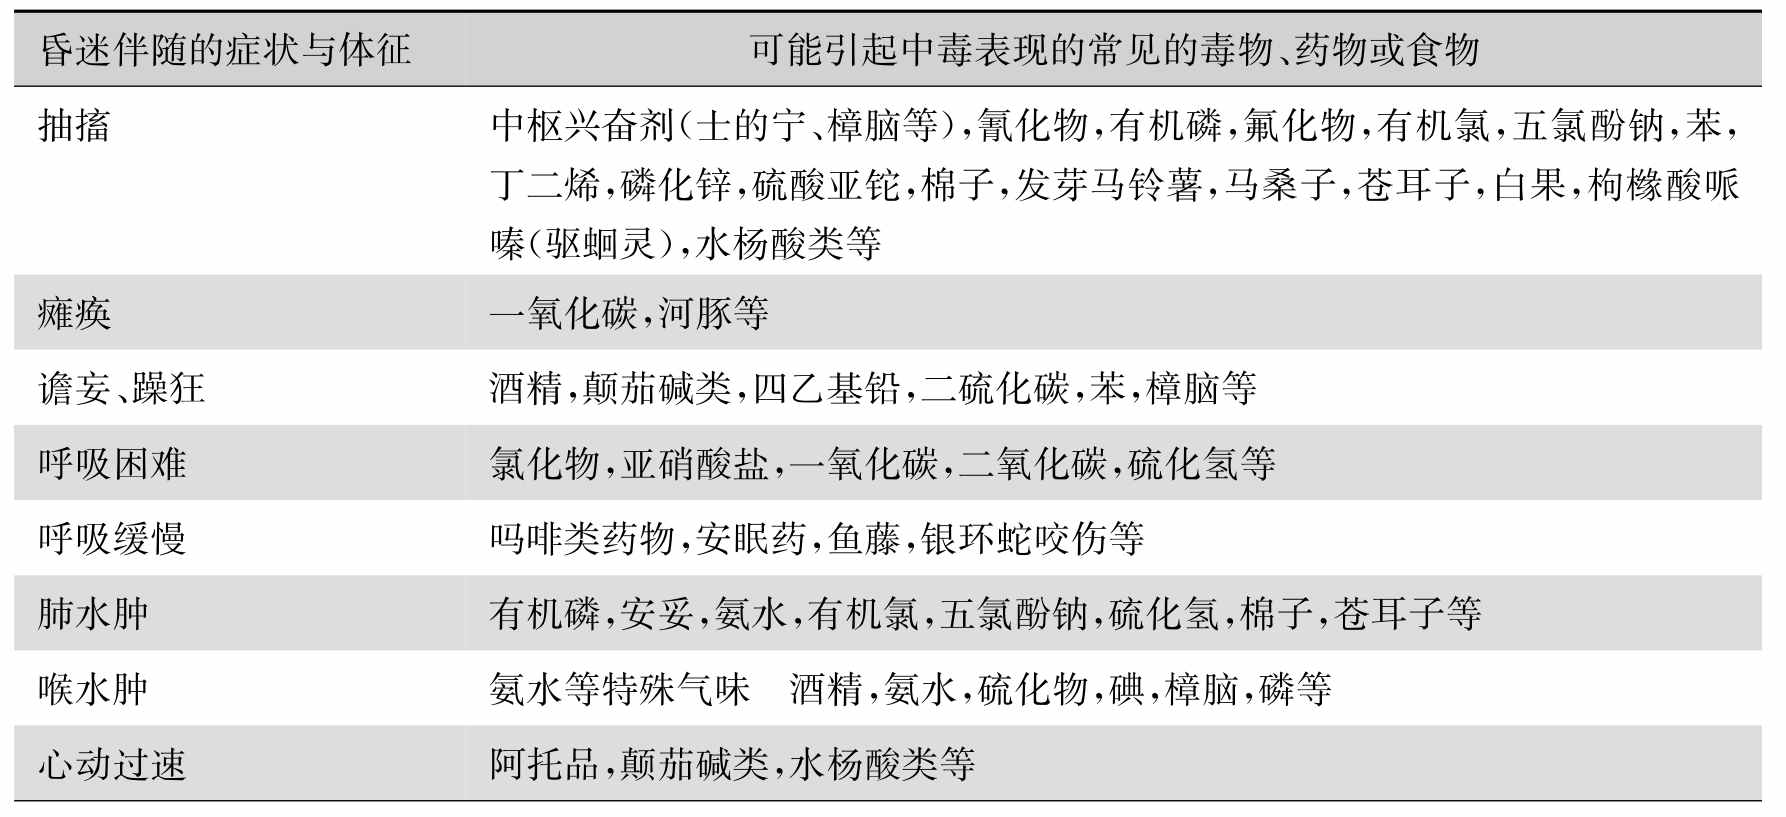 昏迷伴随的症状与体征 可能引起中毒表现的常见的毒物、药物或食物
抽搐 中枢兴奋剂(士的宁、樟脑等),氰化物,有机磷,氟化物,有机氯,五氯酚钠,苯,
丁二烯,磷化锌,硫酸亚铊,棉子,发芽马铃薯,马桑子,苍耳子,白果,枸橼酸哌
嗪(驱蛔灵),水杨酸类等
瘫痪 一氧化碳,河豚等
谵妄、躁狂 酒精,颠茄碱类,四乙基铅,二硫化碳,苯,樟脑等
呼吸困难 氯化物,亚硝酸盐,一氧化碳,二氧化碳,硫化氢等
呼吸缓慢 吗啡类药物,安眠药,鱼藤,银环蛇咬伤等
肺水肿 有机磷,安妥,氨水,有机氯,五氯酚钠,硫化氢,棉子,苍耳子等
喉水肿 氨水等特殊气味 酒精,氨水,硫化物,碘,樟脑,磷等
心动过速 阿托品,颠茄碱类,水杨酸类等